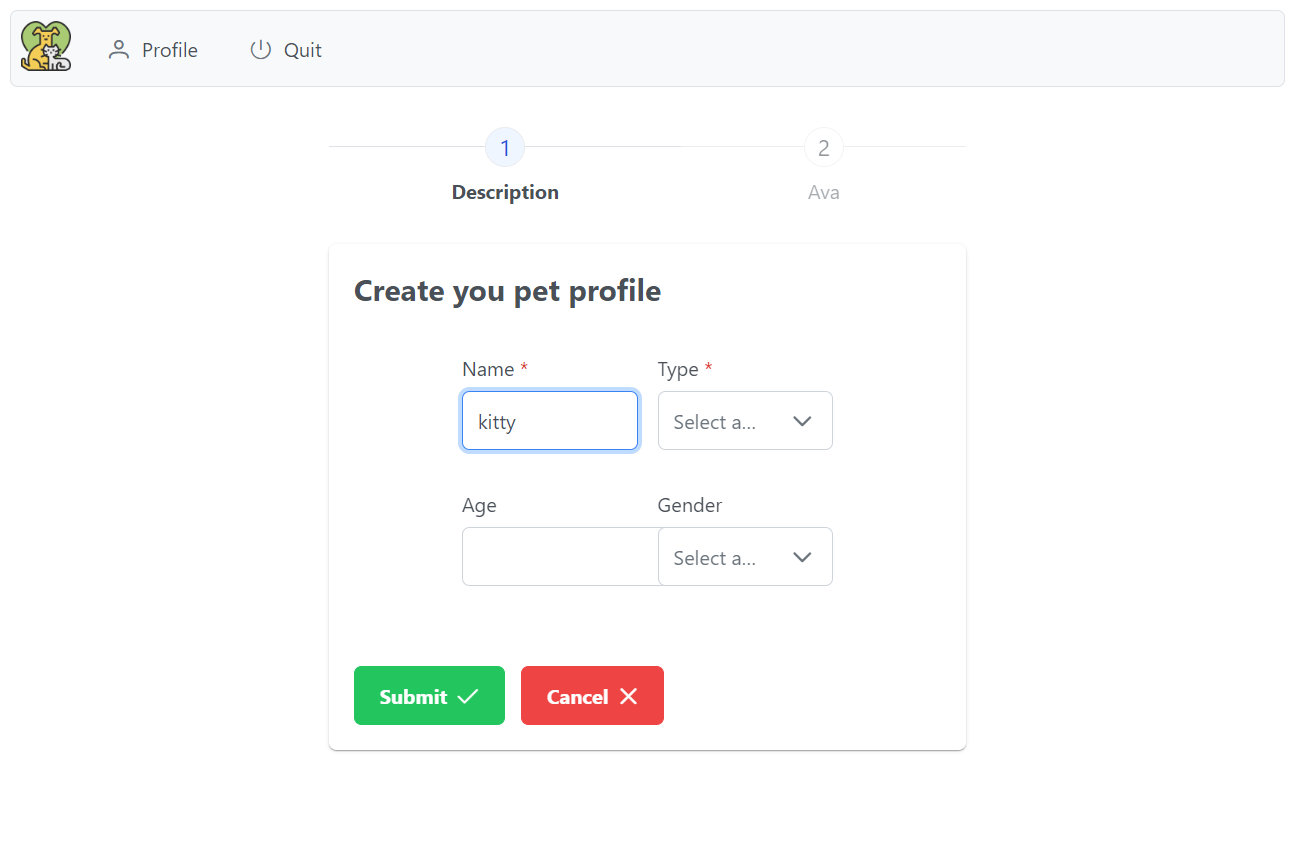 Profile Quit
1 2
Description Ava
Create you pet profile
Name * Type *
kitty Select a...
Age Gender
Select a...
Submit Cancel